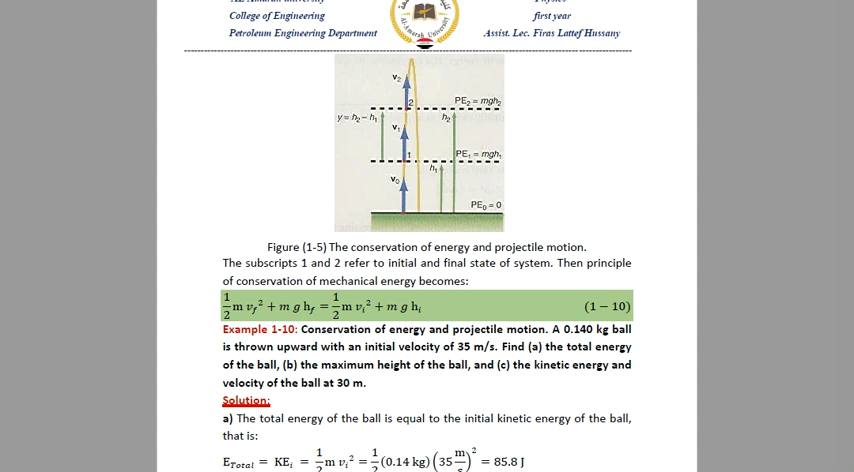 College of Engineering
Petroleum Engineering Department
first year
Assist. Lec. Firas Lattef Hussany
v₂
2
PE₂ = mgh₂
y = h₂ – h₁
h₂
v₁
1
PE₁ = mgh₁
h₁
v₀
PE₀ = 0
Figure (1-5) The conservation of energy and projectile motion.
The subscripts 1 and 2 refer to initial and final state of system. Then principle
of conservation of mechanical energy becomes:
1/2 m v_f² + m g h_f = 1/2 m v_i² + m g h_i (1 – 10)
Example 1-10: Conservation of energy and projectile motion. A 0.140 kg ball
is thrown upward with an initial velocity of 35 m/s. Find (a) the total energy
of the ball, (b) the maximum height of the ball, and (c) the kinetic energy and
velocity of the ball at 30 m.
Solution:
a) The total energy of the ball is equal to the initial kinetic energy of the ball,
that is:
E_Total = KE_i = 1/2 m v_i² = 1/2 (0.14 kg) (35 m/s)² = 85.8 J